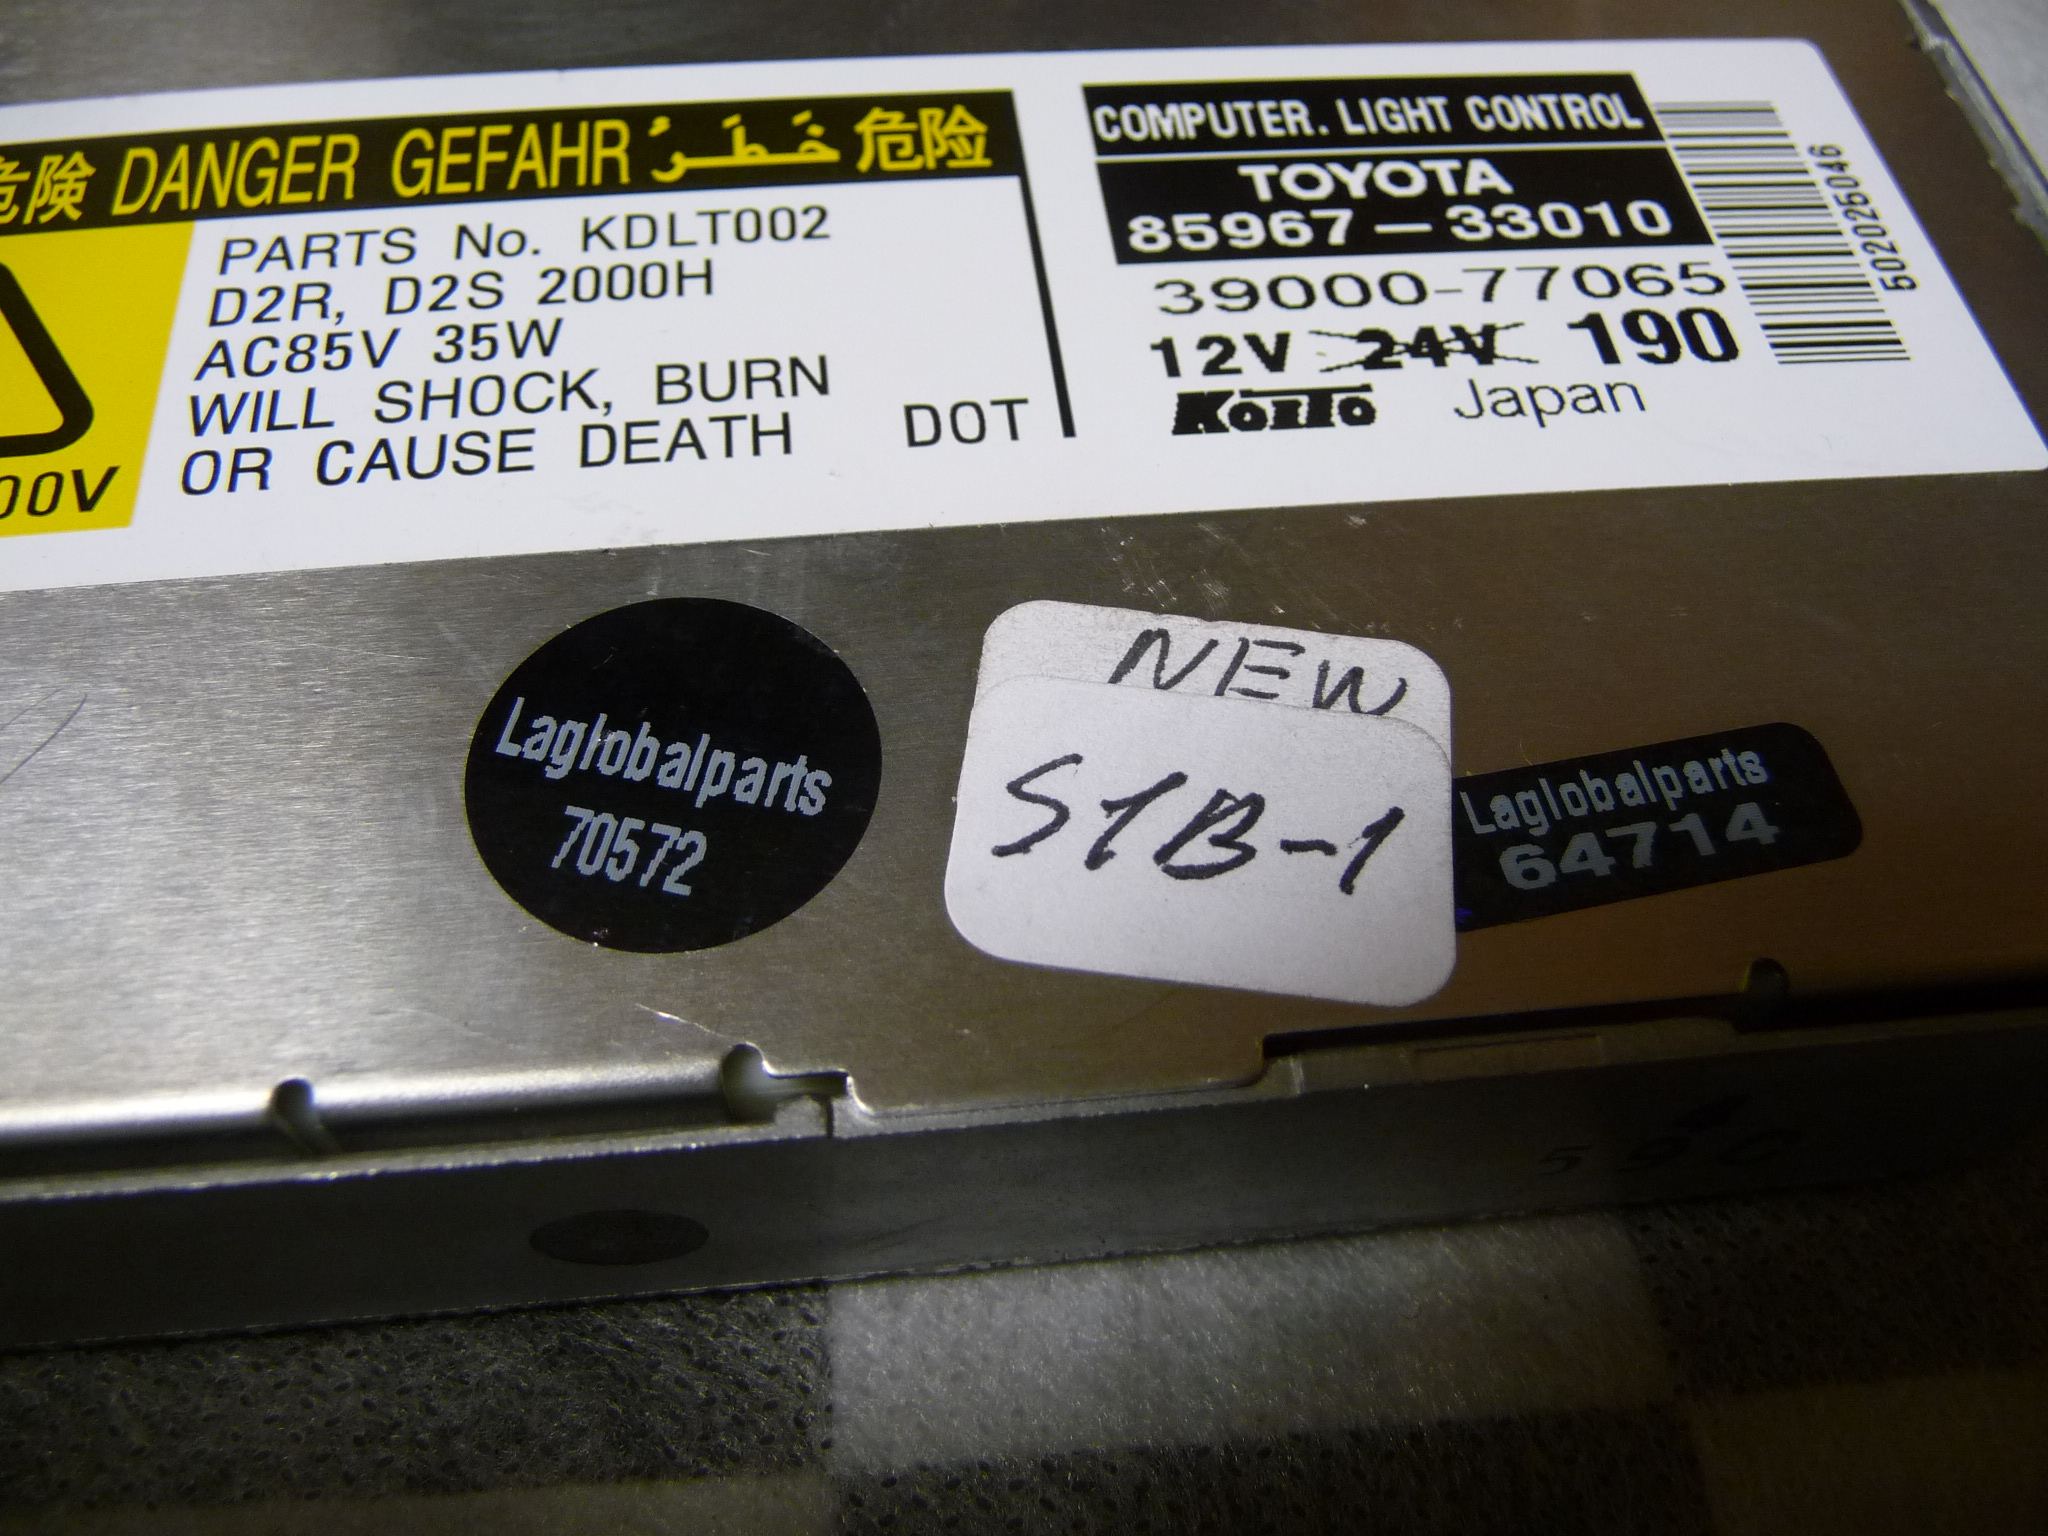 危険 DANGER GEFAHR خَطَرٌ 危险
PARTS No. KDLT002
D2R, D2S 2000H
AC85V 35W
WILL SHOCK, BURN
OR CAUSE DEATH DOT
00V
COMPUTER. LIGHT CONTROL
TOYOTA
85967-33010
39000-77065
12V 24V 190
KOITO Japan
502025046
Laglobalparts
70572
NEW
S1B-1
Laglobalparts
64714